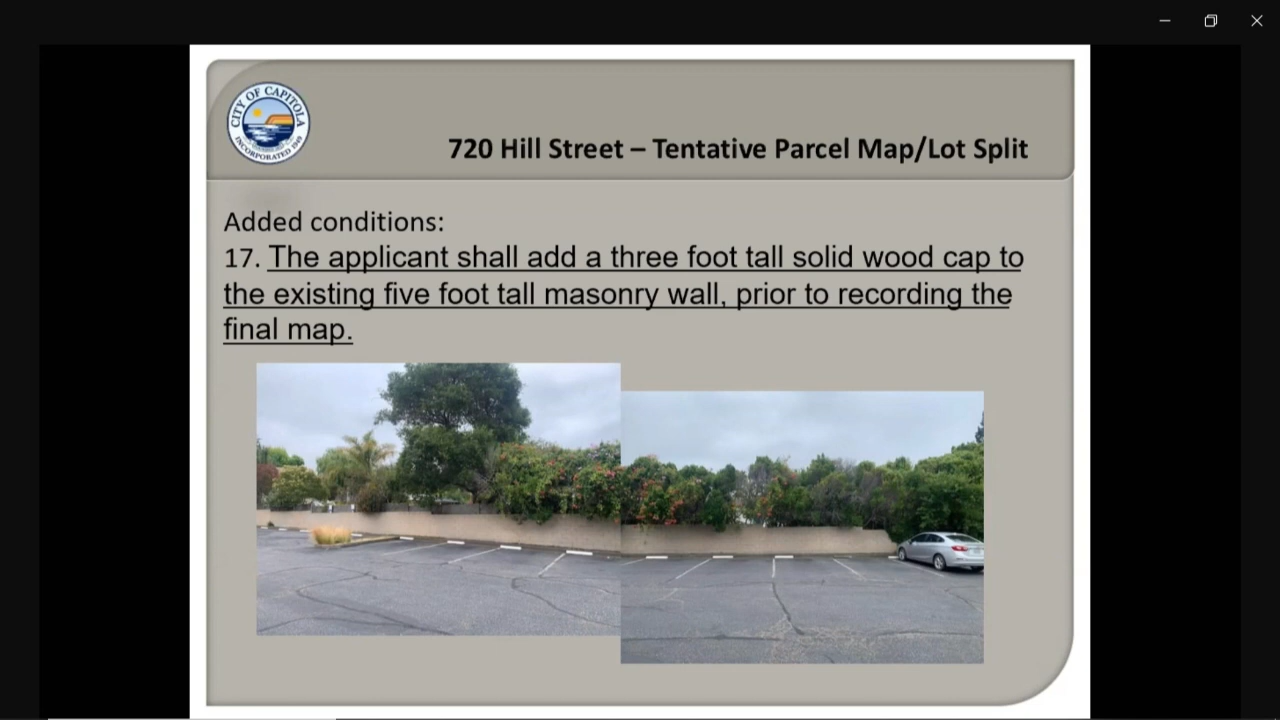 CITY OF CAPITOLA
INCORPORATED 1949
720 Hill Street – Tentative Parcel Map/Lot Split
Added conditions:
17. The applicant shall add a three foot tall solid wood cap to
the existing five foot tall masonry wall, prior to recording the
final map.